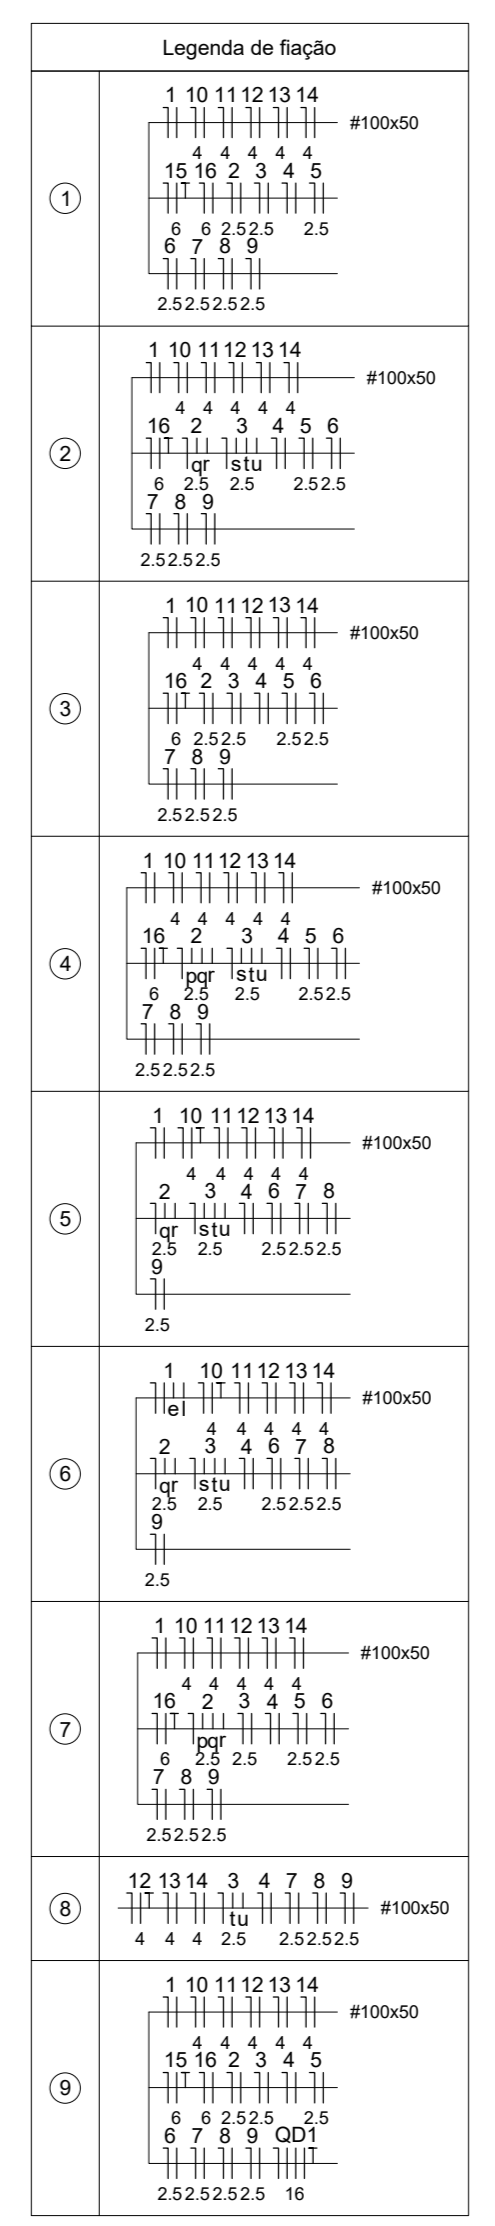 Legenda de fiação
1
1 10 11 12 13 14
#100x50
4 4 4 4 4
15 16 2 3 4 5
6 6 2.5 2.5 2.5
6 7 8 9
2.5 2.5 2.5 2.5
2
1 10 11 12 13 14
#100x50
4 4 4 4 4
16 2 3 4 5 6
qr stu
6 2.5 2.5 2.5 2.5
7 8 9
2.5 2.5 2.5
3
1 10 11 12 13 14
#100x50
4 4 4 4 4
16 2 3 4 5 6
6 2.5 2.5 2.5 2.5
7 8 9
2.5 2.5 2.5
4
1 10 11 12 13 14
#100x50
4 4 4 4 4
16 2 3 4 5 6
pqr stu
6 2.5 2.5 2.5 2.5
7 8 9
2.5 2.5 2.5
5
1 10 11 12 13 14
#100x50
4 4 4 4 4
2 3 4 6 7 8
qr stu
2.5 2.5 2.5 2.5 2.5
9
2.5
6
1 10 11 12 13 14
#100x50
el
4 4 4 4 4
2 3 4 6 7 8
qr stu
2.5 2.5 2.5 2.5 2.5
9
2.5
7
1 10 11 12 13 14
#100x50
4 4 4 4 4
16 2 3 4 5 6
pqr
6 2.5 2.5 2.5 2.5
7 8 9
2.5 2.5 2.5
8
12 13 14 3 4 7 8 9
#100x50
tu
4 4 4 2.5 2.5 2.5 2.5
9
1 10 11 12 13 14
#100x50
4 4 4 4 4
15 16 2 3 4 5
6 6 2.5 2.5 2.5
6 7 8 9 QD1
2.5 2.5 2.5 2.5 16